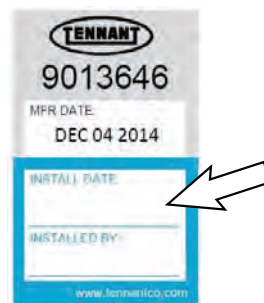 TENNANT
9013646
MFR DATE:
DEC 04 2014
INSTALL DATE:
INSTALLED BY:
www.tennantco.com